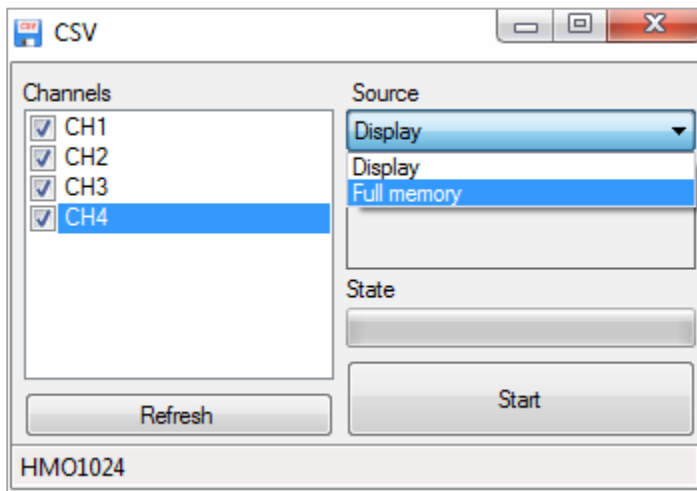 CSV
Channels
CH1
CH2
CH3
CH4
Refresh
Source
Display
Display
Full memory
State
Start
HMO1024